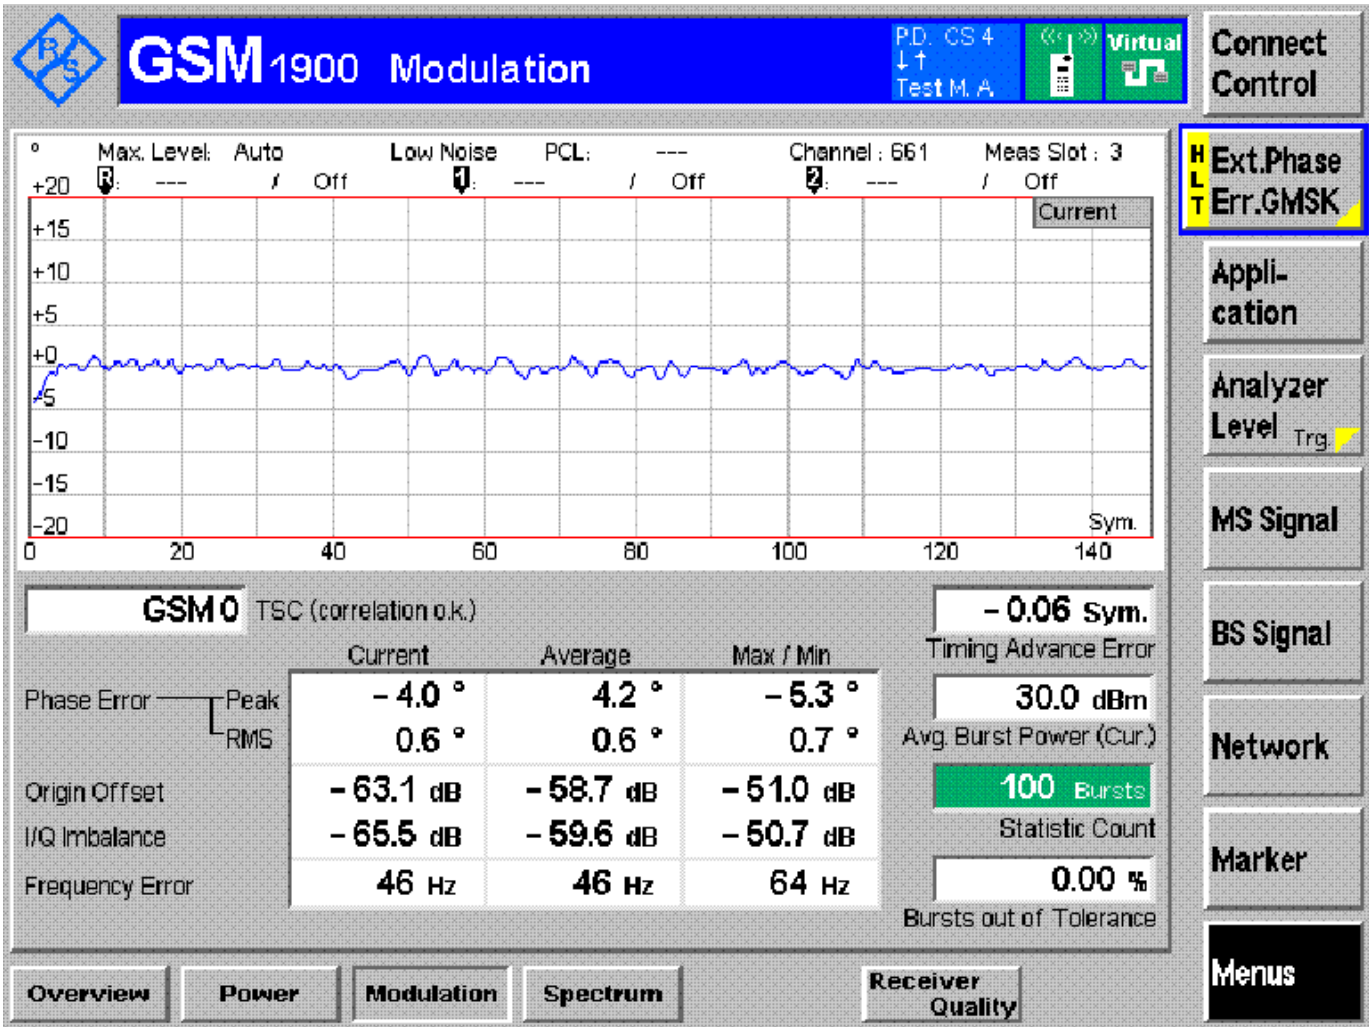 R/S
GSM 1900 Modulation
P.D. CS 4
↓↑
Test M. A
Virtual
Connect
Control
° Max. Level: Auto Low Noise PCL: --- Channel : 661 Meas Slot : 3
R: --- / Off 1: --- / Off 2: --- / Off
+20
+15
+10
+5
+0
-5
-10
-15
-20
Current
Sym.
0 20 40 60 80 100 120 140
GSM 0 TSC (correlation o.k.)
Current Average Max / Min
Phase Error Peak - 4.0 ° 4.2 ° - 5.3 °
RMS 0.6 ° 0.6 ° 0.7 °
Origin Offset - 63.1 dB - 58.7 dB - 51.0 dB
I/Q Imbalance - 65.5 dB - 59.6 dB - 50.7 dB
Frequency Error 46 Hz 46 Hz 64 Hz
- 0.06 Sym.
Timing Advance Error
30.0 dBm
Avg. Burst Power (Cur.)
100 Bursts
Statistic Count
0.00 %
Bursts out of Tolerance
HLT
Ext.Phase
Err.GMSK
Appli-
cation
Analyzer
Level Trg.
MS Signal
BS Signal
Network
Marker
Menus
Overview Power Modulation Spectrum Receiver
Quality